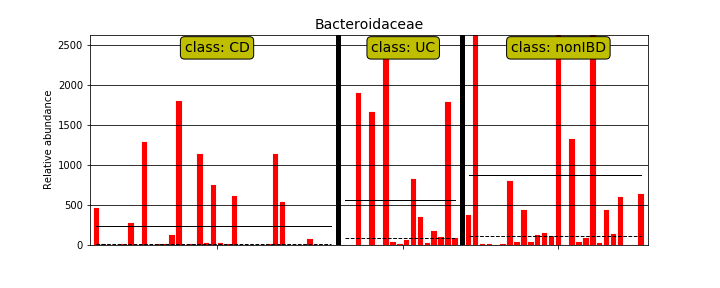 Bacteroidaceae
class: CD
class: UC
class: nonIBD
Relative abundance
2500
2000
1500
1000
500
0